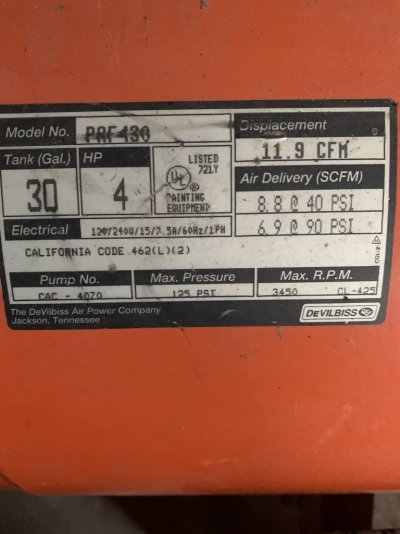 Model No. PAF 430
Displacement
11.9 CFM
Tank (Gal.) HP
30 4
LISTED
72LY
UL ®
PAINTING
EQUIPMENT
Air Delivery (SCFM)
8.8 @ 40 PSI
6.9 @ 90 PSI
Electrical 120/240V/15/7.5A/60Hz/1PH
CALIFORNIA CODE 462(L)(2)
Pump No. Max. Pressure Max. R.P.M.
CAC - 4070 125 PSI 3450 CL-425
The DeVilbiss Air Power Company
Jackson, Tennessee
DEVILBISS